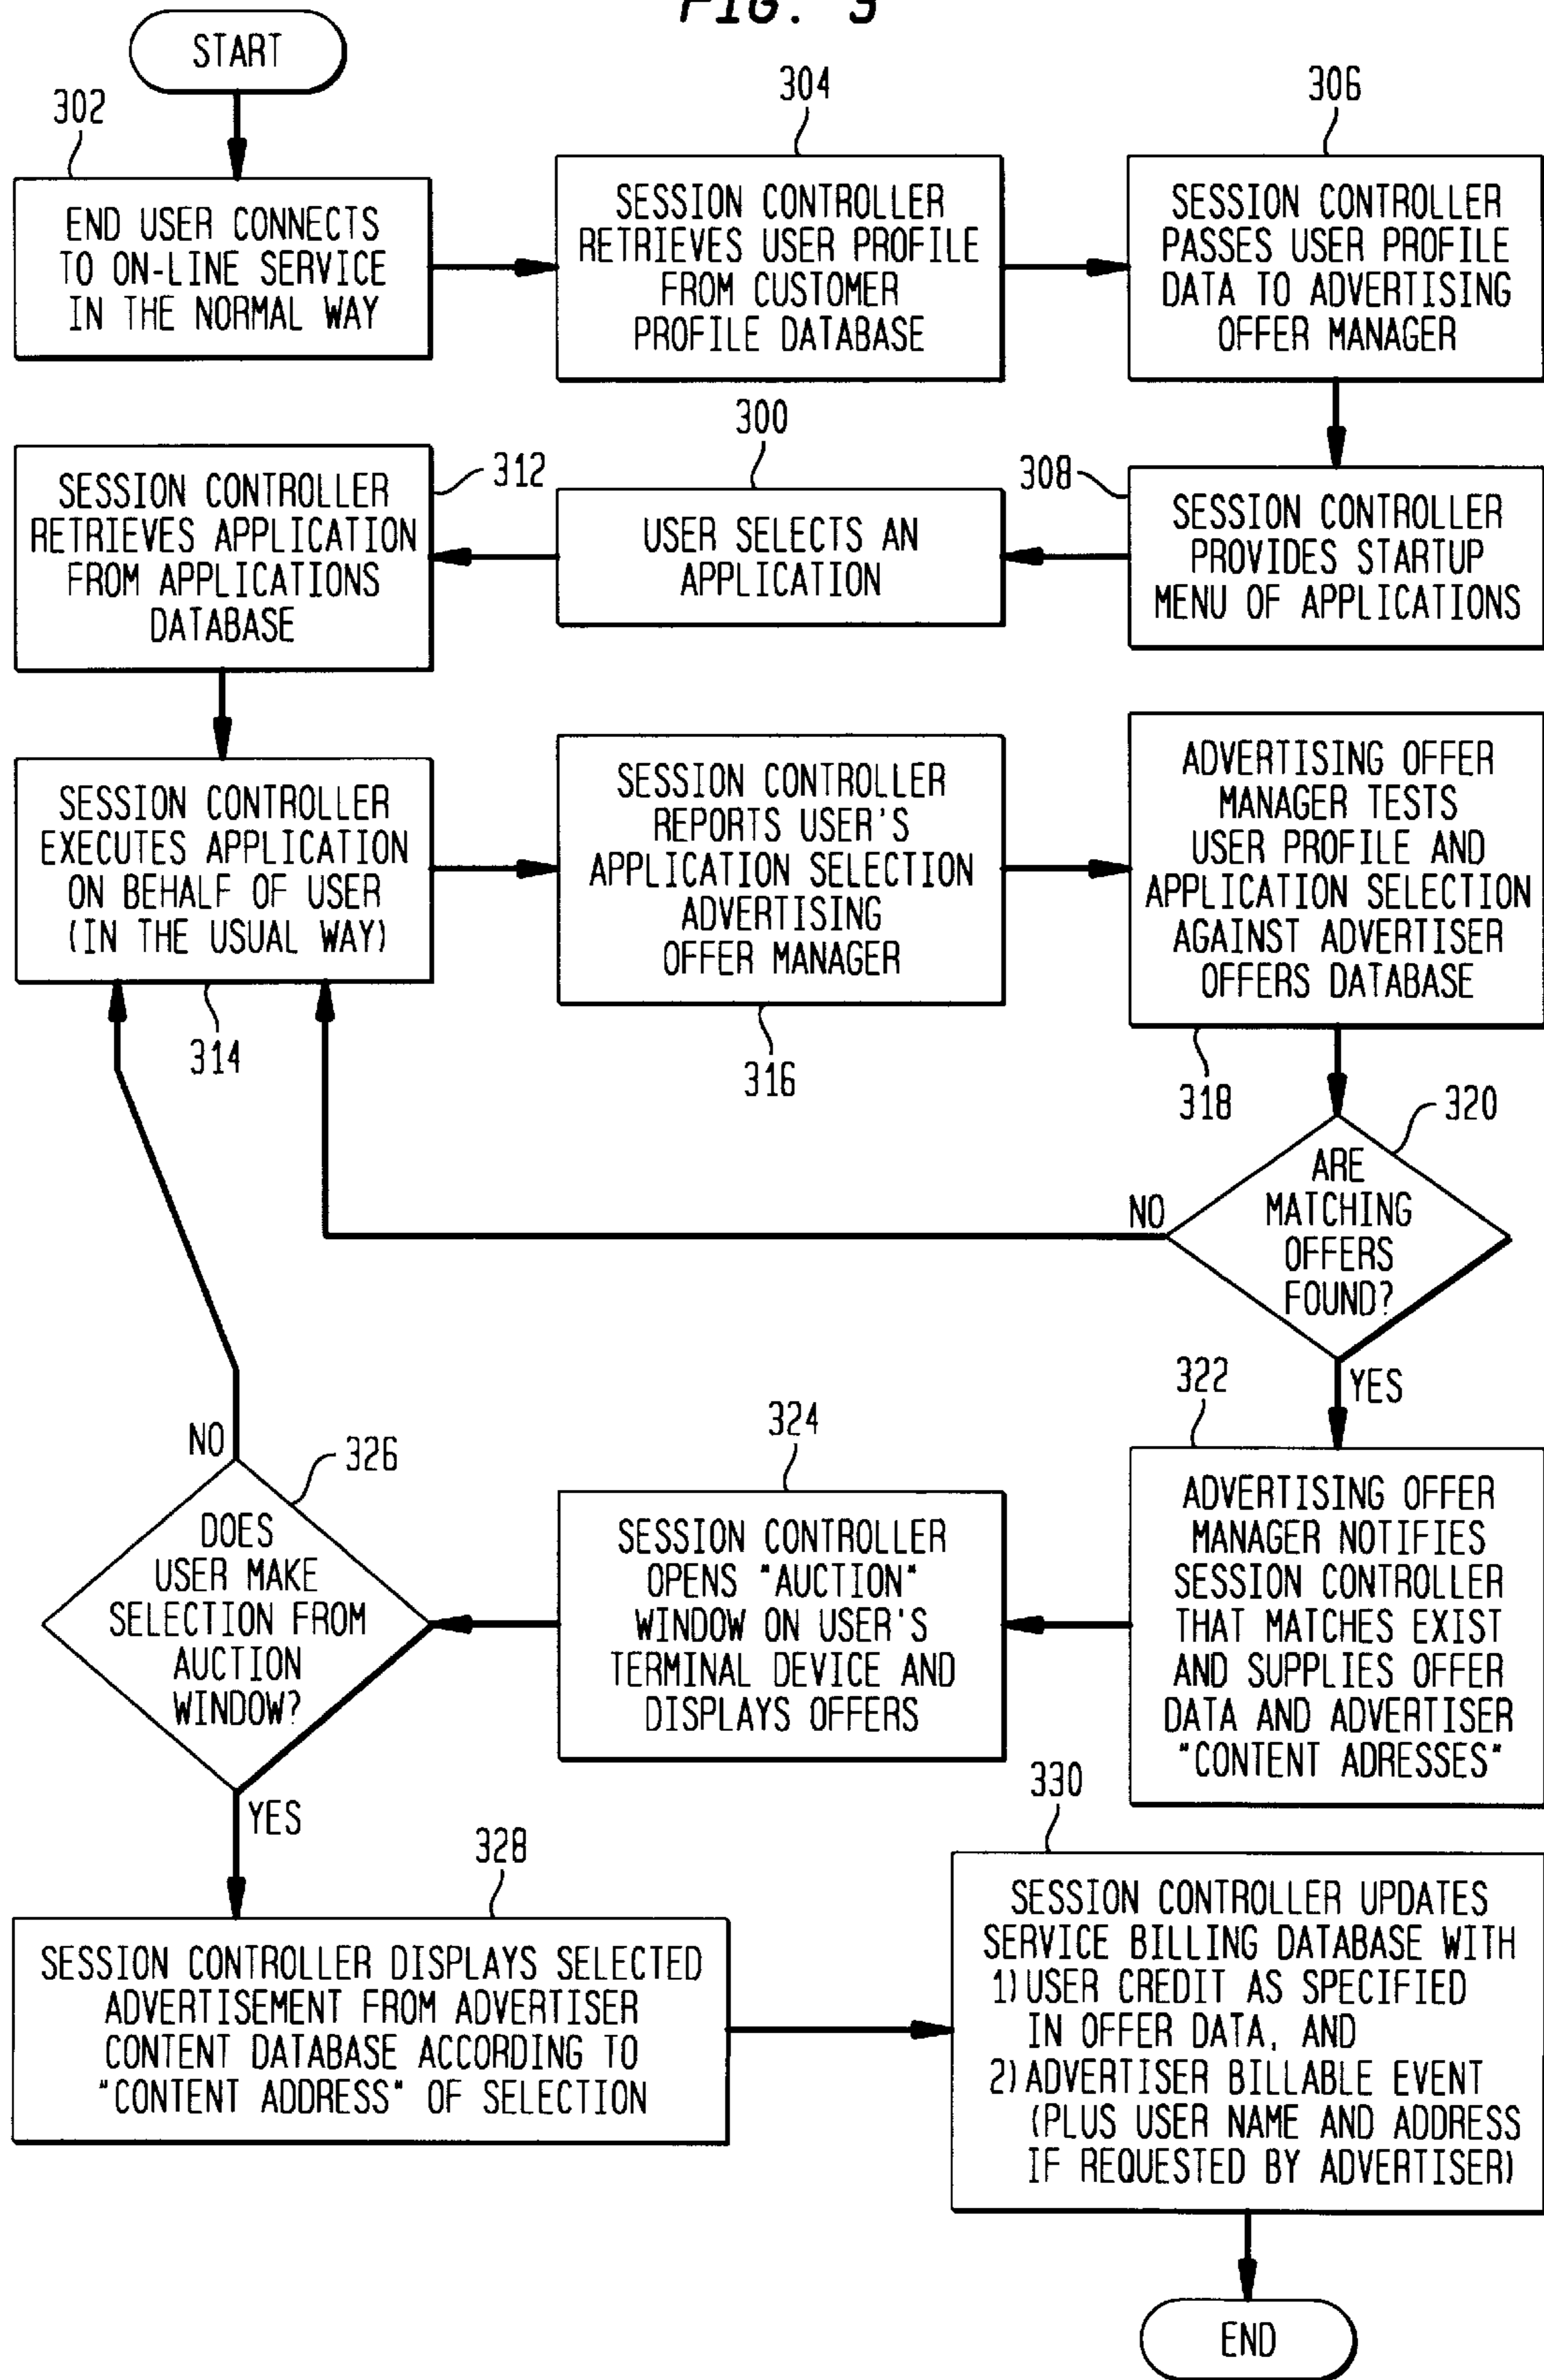 FIG. 3
START
302
END USER CONNECTS
TO ON-LINE SERVICE
IN THE NORMAL WAY
304
SESSION CONTROLLER
RETRIEVES USER PROFILE
FROM CUSTOMER
PROFILE DATABASE
306
SESSION CONTROLLER
PASSES USER PROFILE
DATA TO ADVERTISING
OFFER MANAGER
308
SESSION CONTROLLER
PROVIDES STARTUP
MENU OF APPLICATIONS
300
USER SELECTS AN
APPLICATION
312
SESSION CONTROLLER
RETRIEVES APPLICATION
FROM APPLICATIONS
DATABASE
SESSION CONTROLLER
EXECUTES APPLICATION
ON BEHALF OF USER
(IN THE USUAL WAY)
314
SESSION CONTROLLER
REPORTS USER'S
APPLICATION SELECTION
ADVERTISING
OFFER MANAGER
316
ADVERTISING OFFER
MANAGER TESTS
USER PROFILE AND
APPLICATION SELECTION
AGAINST ADVERTISER
OFFERS DATABASE
318
320
ARE
MATCHING
OFFERS
FOUND?
NO
YES
322
ADVERTISING OFFER
MANAGER NOTIFIES
SESSION CONTROLLER
THAT MATCHES EXIST
AND SUPPLIES OFFER
DATA AND ADVERTISER
"CONTENT ADRESSES"
324
SESSION CONTROLLER
OPENS "AUCTION"
WINDOW ON USER'S
TERMINAL DEVICE AND
DISPLAYS OFFERS
326
NO
DOES
USER MAKE
SELECTION FROM
AUCTION
WINDOW?
YES
328
SESSION CONTROLLER DISPLAYS SELECTED
ADVERTISEMENT FROM ADVERTISER
CONTENT DATABASE ACCORDING TO
"CONTENT ADDRESS" OF SELECTION
330
SESSION CONTROLLER UPDATES
SERVICE BILLING DATABASE WITH
1) USER CREDIT AS SPECIFIED
IN OFFER DATA, AND
2) ADVERTISER BILLABLE EVENT
(PLUS USER NAME AND ADDRESS
IF REQUESTED BY ADVERTISER)
END